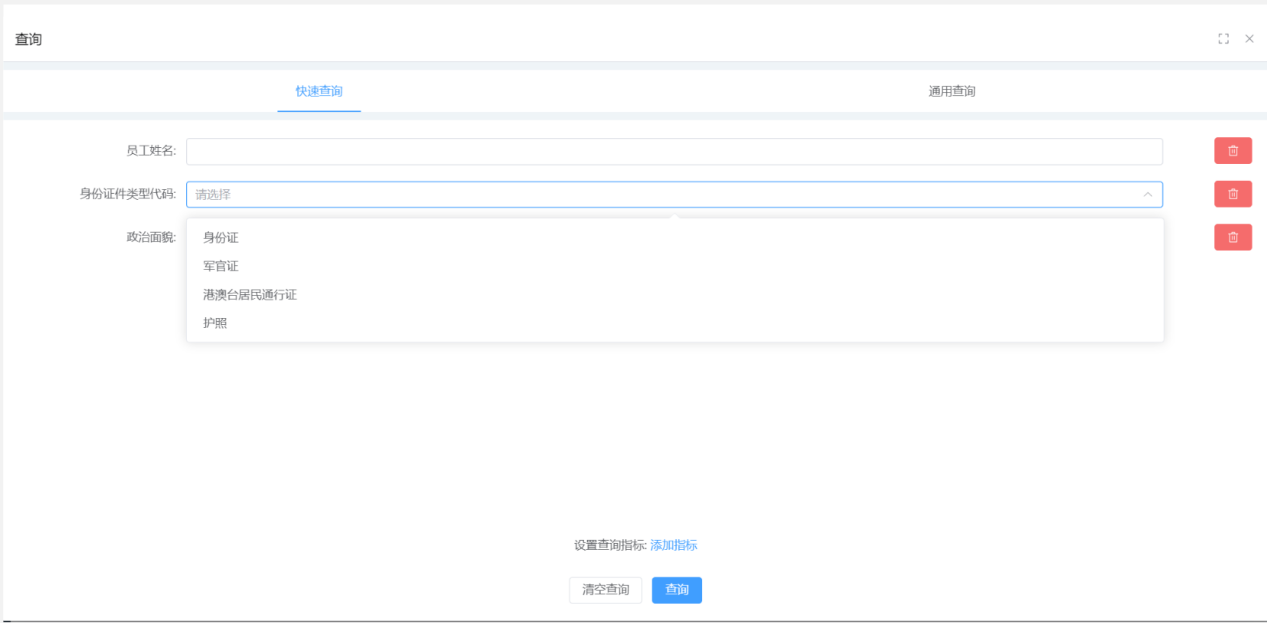 查询
快速查询 通用查询
员工姓名:
身份证件类型代码: 请选择
政治面貌: 身份证
军官证
港澳台居民通行证
护照
设置查询指标: 添加指标
清空查询 查询